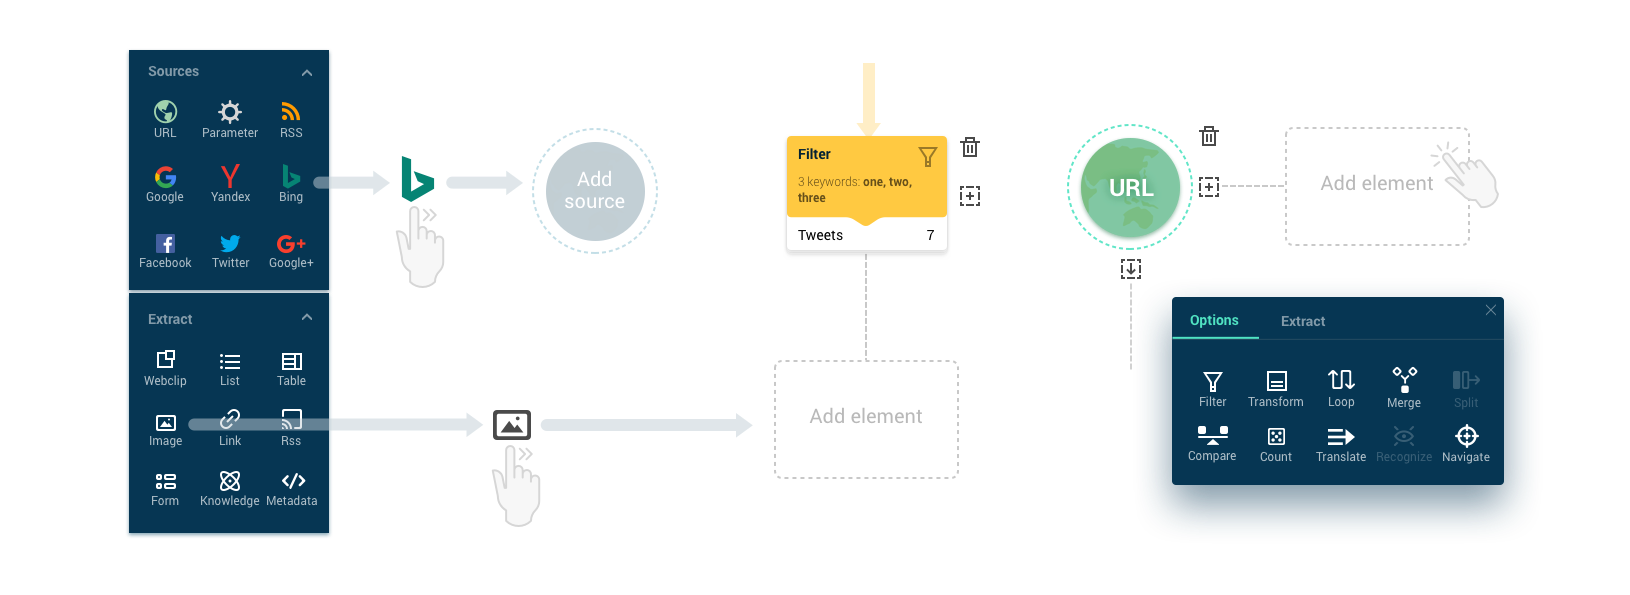 Sources
URL
Parameter
RSS
Google
Yandex
Bing
Facebook
Twitter
Google+
Extract
Webclip
List
Table
Image
Link
Rss
Form
Knowledge
Metadata
Add
source
Filter
3 keywords: one, two,
three
Tweets 7
Add element
URL
Add element
Options
Extract
Filter
Transform
Loop
Merge
Split
Compare
Count
Translate
Recognize
Navigate